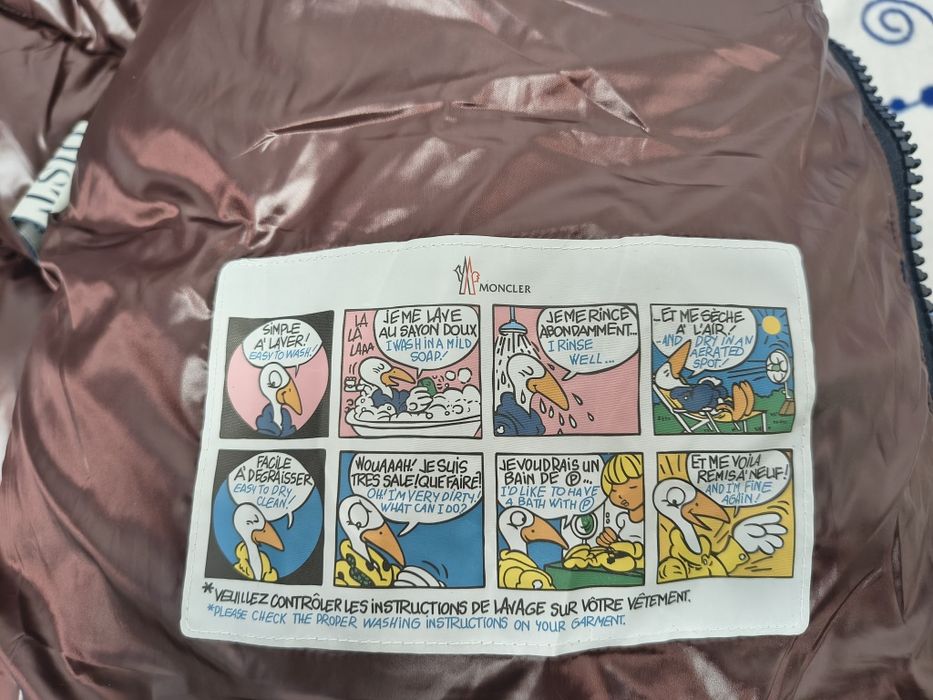 MONCLER
SIMPLE
A' LAVER!
EASY TO WASH!
LA
LA
LAAA
JE ME LAVE
AU SAVON DOUX
I WASH IN A MILD
SOAP!
JE ME RINCE
ABONDAMMENT...
I RINSE
WELL...
...ET ME SÈCHE
A' L'AIR!
-AND DRY IN AN
AERATED
SPOT!
FACILE
A' DÉGRAISSER
EASY TO DRY
CLEAN!
WOUAAAH! JE SUIS
TRES SALE! QUE FAIRE?
OH! I'M VERY DIRTY!
WHAT CAN I DO?
JE VOUDRAIS UN
BAIN DE Ⓟ...
I'D LIKE TO HAVE
A BATH WITH Ⓟ
ET ME VOILA
REMIS A' NEUF!
AND I'M FINE
AGAIN!
*VEUILLEZ CONTRÔLER LES INSTRUCTIONS DE LAVAGE SUR VÔTRE VÊTEMENT.
*PLEASE CHECK THE PROPER WASHING INSTRUCTIONS ON YOUR GARMENT.